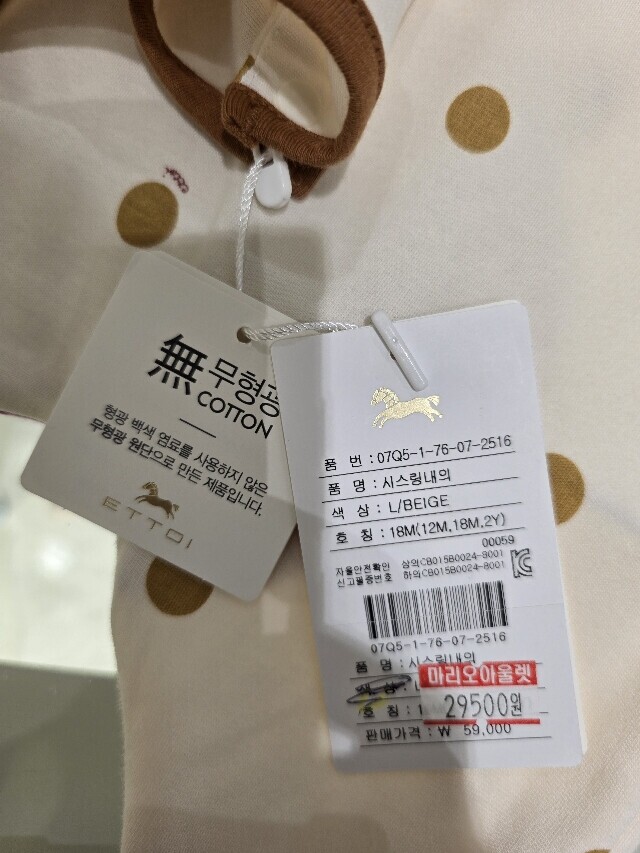 無 무형광
COTTON
형광 백색 염료를 사용하지 않은
무형광 원단으로 만든 제품입니다.
ETTOI
품 번 : 07Q5-1-76-07-2516
품 명 : 시스링내의
색 상 : L/BEIGE
호 칭 : 18M(12M,18M,2Y)
00059
자율안전확인 상의CB015B0024-8001
신고필증번호 하의CB015B0024-8001
07Q5-1-76-07-2516
품 명 : 시스링내의
마리오아울렛
색 상 : L
호 칭 : 1
29500원
판매가격 : ₩ 59,000